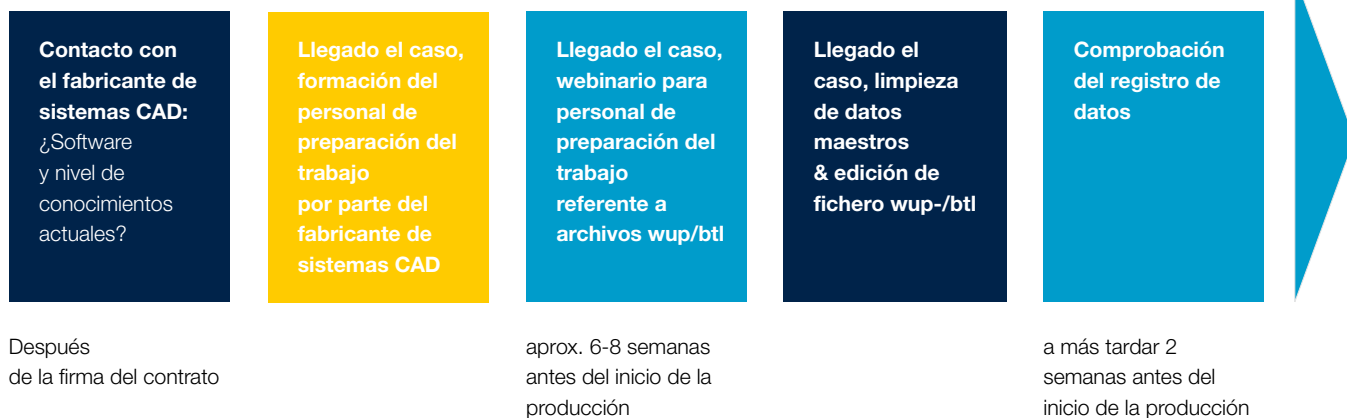 Contacto con
el fabricante de
sistemas CAD:
¿Software
y nivel de
conocimientos
actuales?
Llegado el caso,
formación del
personal de
preparación del
trabajo
por parte del
fabricante de
sistemas CAD
Llegado el caso,
webinario para
personal de
preparación del
trabajo
referente a
archivos wup/btl
Llegado el
caso, limpieza
de datos
maestros
& edición de
fichero wup-/btl
Comprobación
del registro de
datos
Después
de la firma del contrato
aprox. 6-8 semanas
antes del inicio de la
producción
a más tardar 2
semanas antes del
inicio de la producción